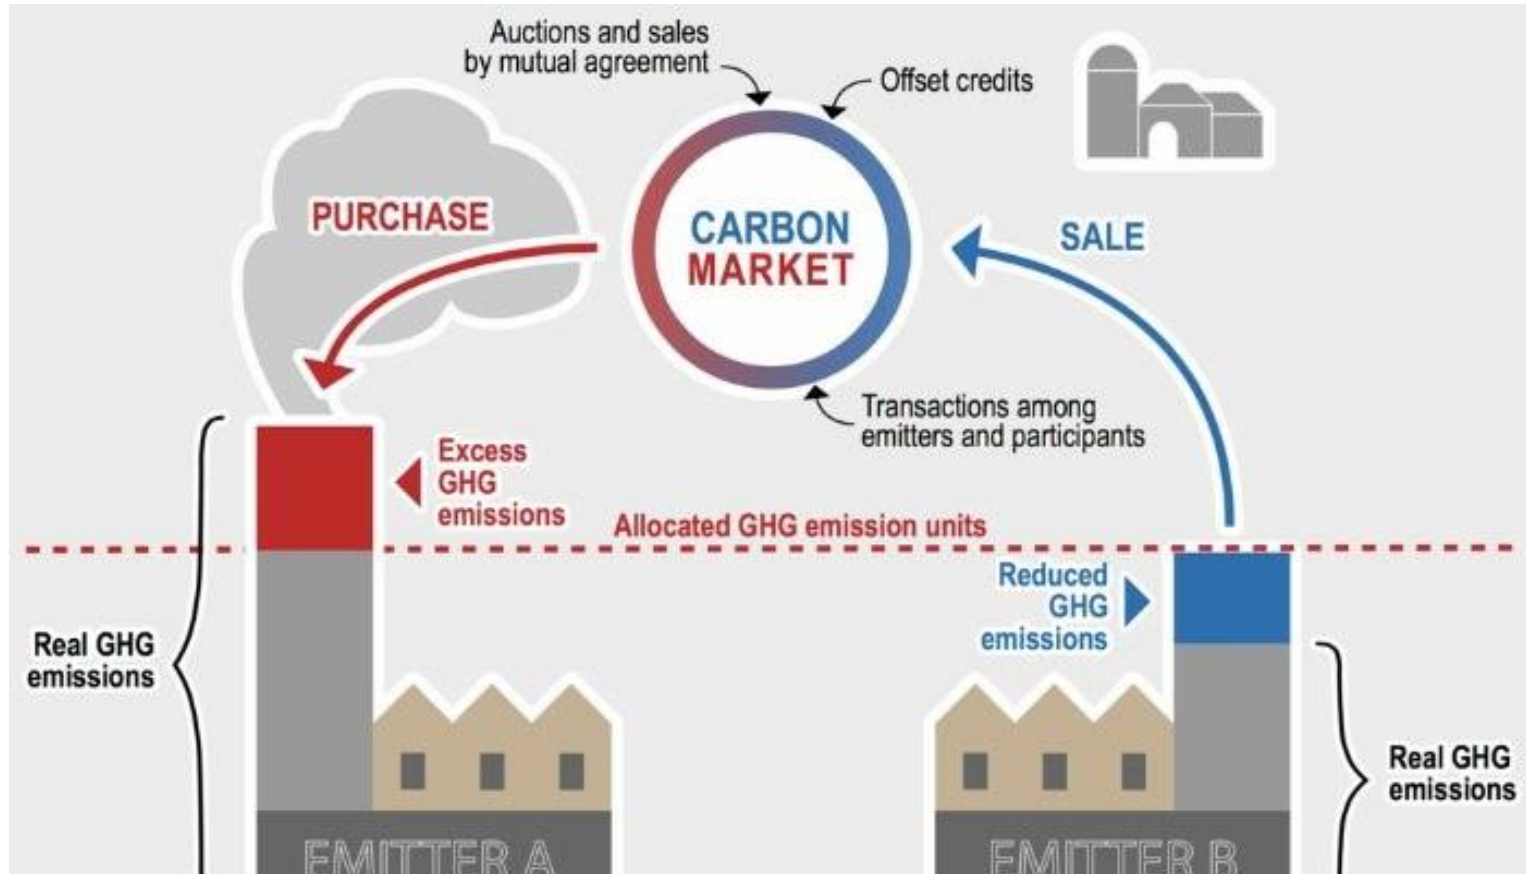 Auctions and sales
by mutual agreement
Offset credits
PURCHASE
CARBON
MARKET
SALE
Transactions among
emitters and participants
Excess
GHG
emissions
Allocated GHG emission units
Reduced
GHG
emissions
Real GHG
emissions
Real GHG
emissions
EMITTER A
EMITTER B